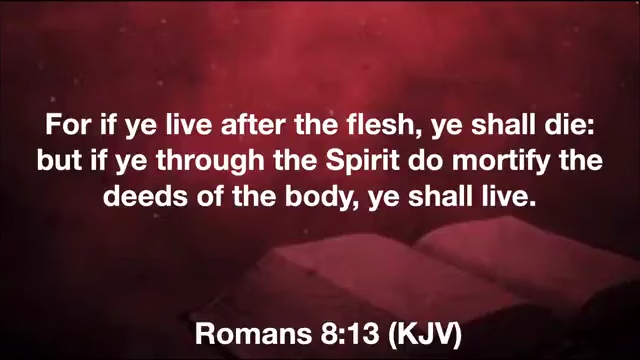 For if ye live after the flesh, ye shall die:
but if ye through the Spirit do mortify the
deeds of the body, ye shall live.
Romans 8:13 (KJV)